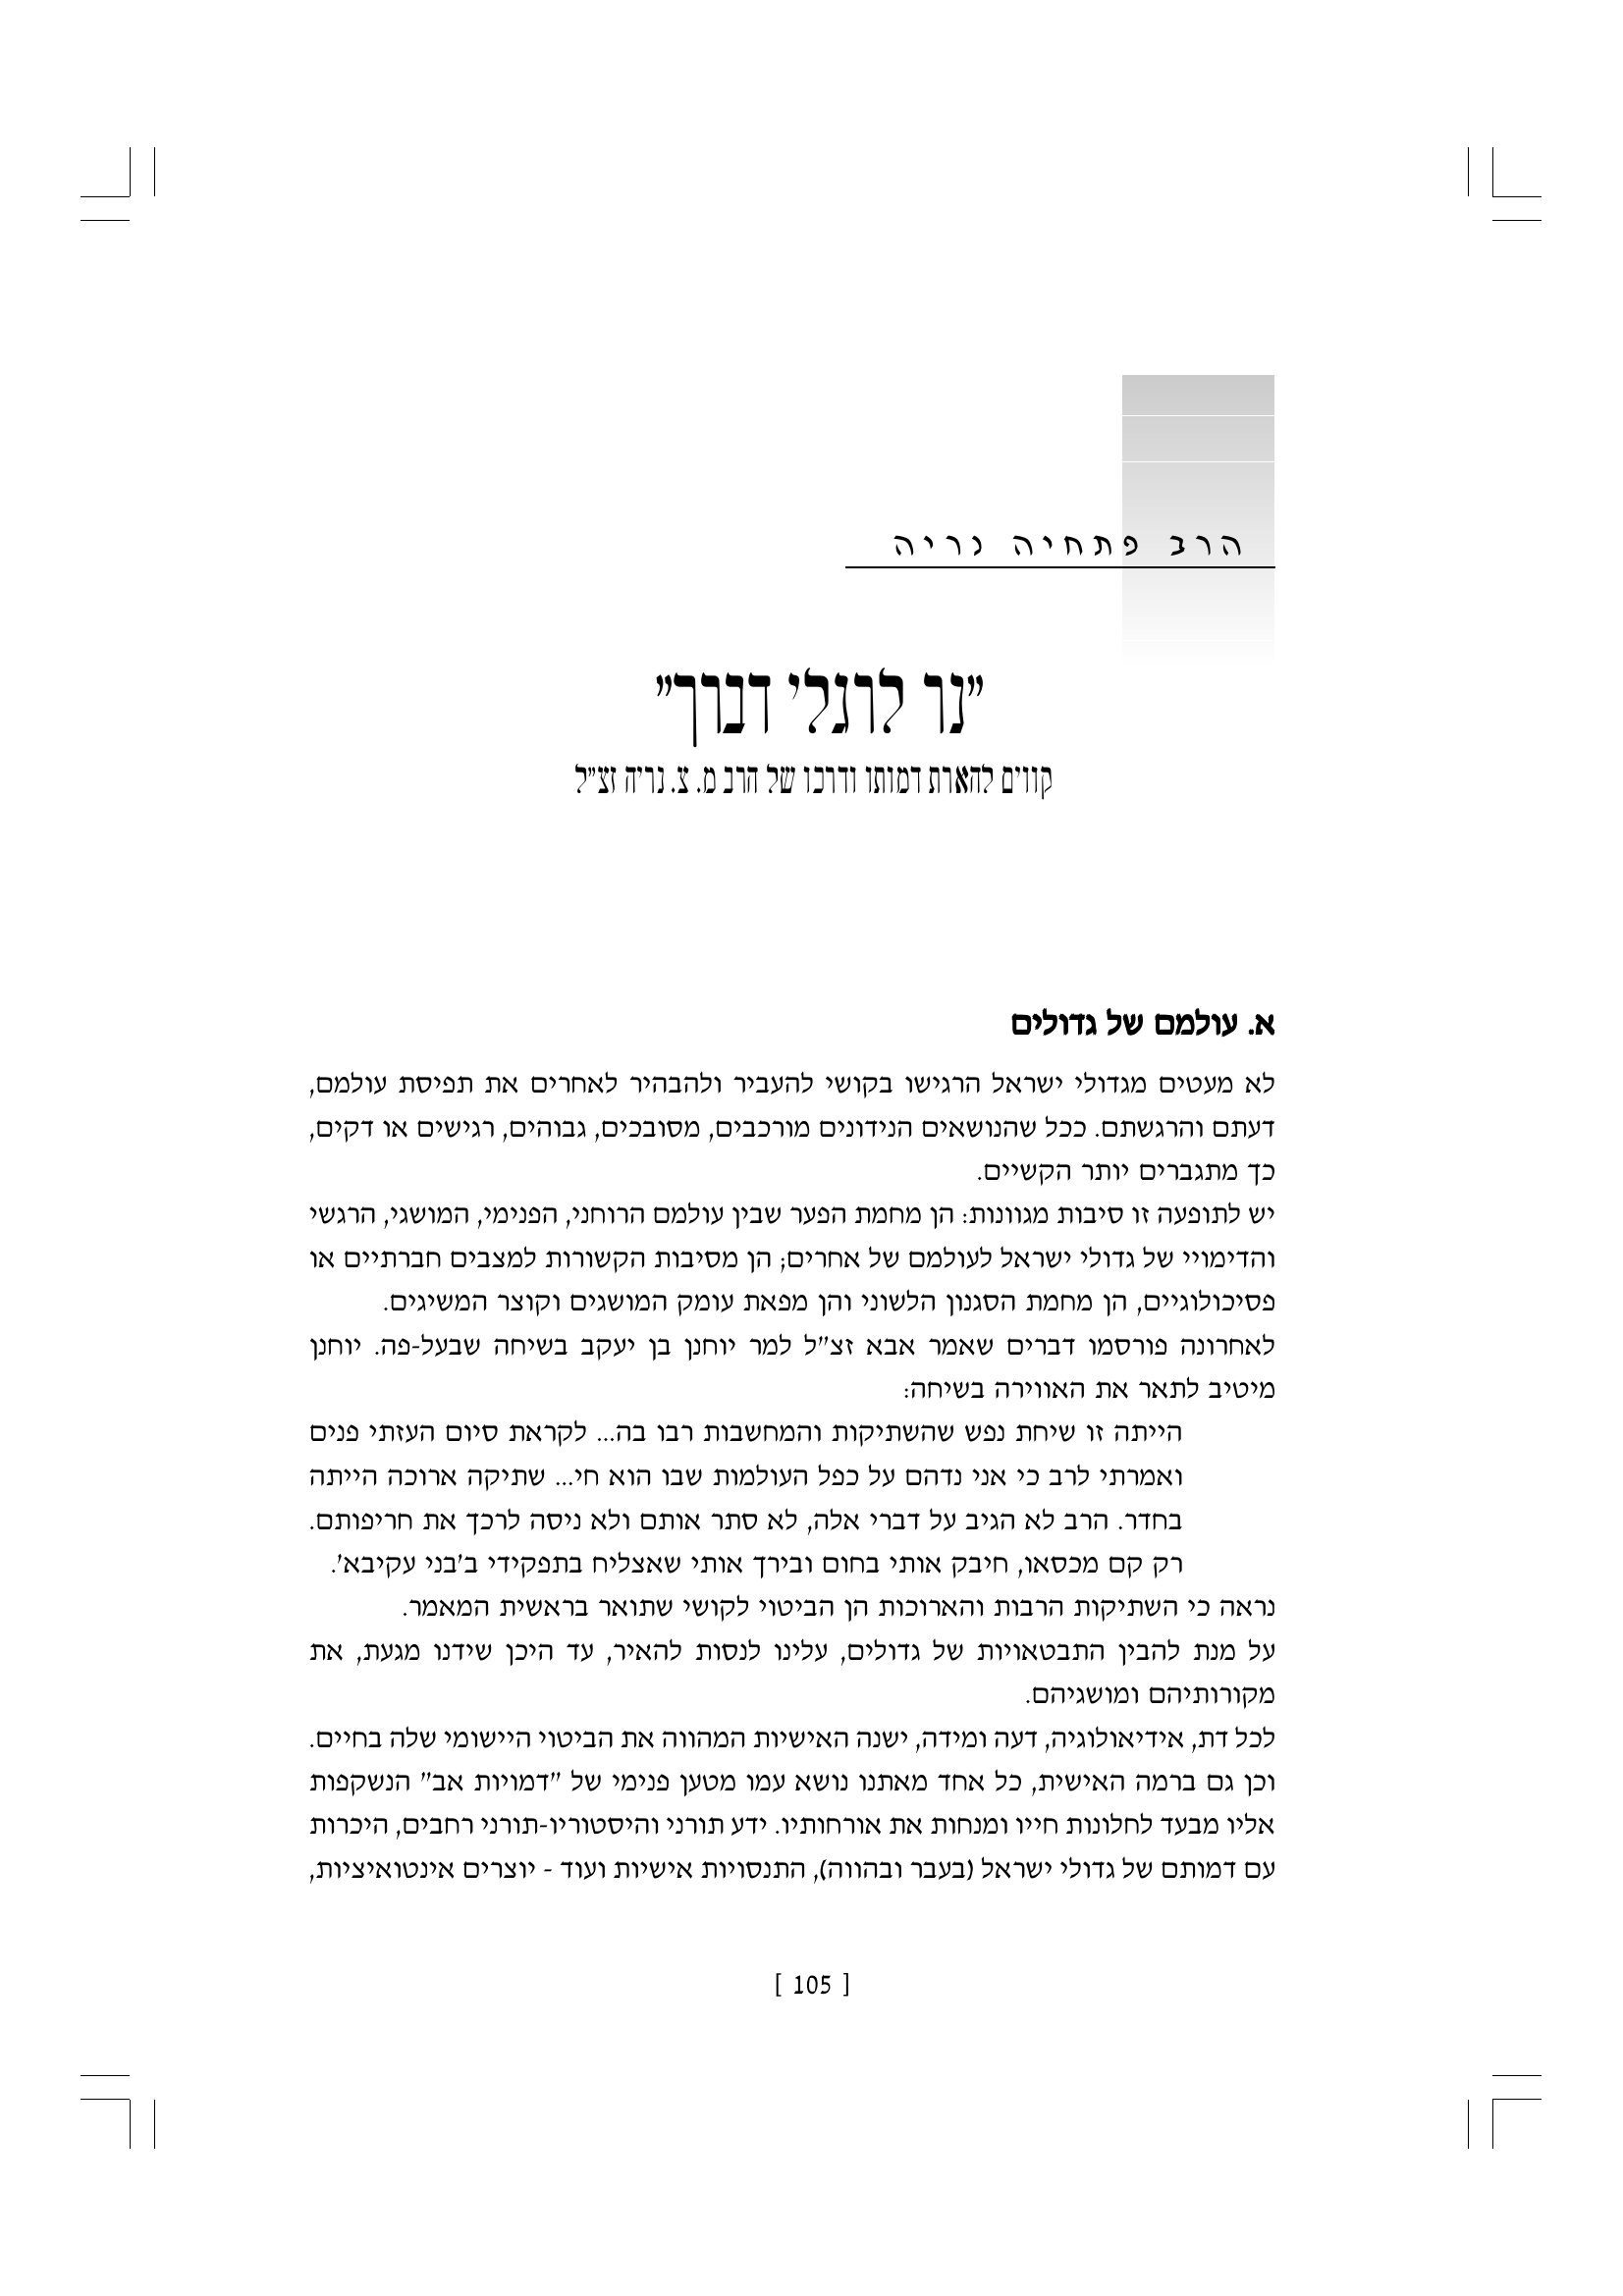 הרב פתחיה נריה
"נר לרגלי דברך"
קווים להארת דמותו ודרכו של הרב מ. צ. נריה זצ"ל
א. עולמם של גדולים
לא מעטים מגדולי ישראל הרגישו בקושי להעביר ולהבהיר לאחרים את תפיסת עולמם,
דעתם והרגשתם. ככל שהנושאים הנידונים מורכבים, מסובכים, גבוהים, רגישים או דקים,
כך מתגברים יותר הקשיים.
יש לתופעה זו סיבות מגוונות: הן מחמת הפער שבין עולמם הרוחני, הפנימי, המושגי, הרגשי
והדימויי של גדולי ישראל לעולמם של אחרים; הן מסיבות הקשורות למצבים חברתיים או
פסיכולוגיים, הן מחמת הסגנון הלשוני והן מפאת עומק המושגים וקוצר המשיגים.
לאחרונה פורסמו דברים שאמר אבא זצ"ל למר יוחנן בן יעקב בשיחה שבעל-פה. יוחנן
מיטיב לתאר את האווירה בשיחה:
הייתה זו שיחת נפש שהשתיקות והמחשבות רבו בה... לקראת סיום העזתי פנים
ואמרתי לרב כי אני נדהם על כפל העולמות שבו הוא חי... שתיקה ארוכה הייתה
בחדר. הרב לא הגיב על דברי אלה, לא סתר אותם ולא ניסה לרכך את חריפותם.
רק קם מכסאו, חיבק אותי בחום ובירך אותי שאצליח בתפקידי ב'בני עקיבא'.
נראה כי השתיקות הרבות והארוכות הן הביטוי לקושי שתואר בראשית המאמר.
על מנת להבין התבטאויות של גדולים, עלינו לנסות להאיר, עד היכן שידנו מגעת, את
מקורותיהם ומושגיהם.
לכל דת, אידיאולוגיה, דעה ומידה, ישנה האישיות המהווה את הביטוי היישומי שלה בחיים.
וכן גם ברמה האישית, כל אחד מאתנו נושא עמו מטען פנימי של "דמויות אב" הנשקפות
אליו מבעד לחלונות חייו ומנחות את אורחותיו. ידע תורני והיסטוריו-תורני רחבים, היכרות
עם דמותם של גדולי ישראל (בעבר ובהווה), התנסויות אישיות ועוד - יוצרים אינטואיציות,
[ 105 ]